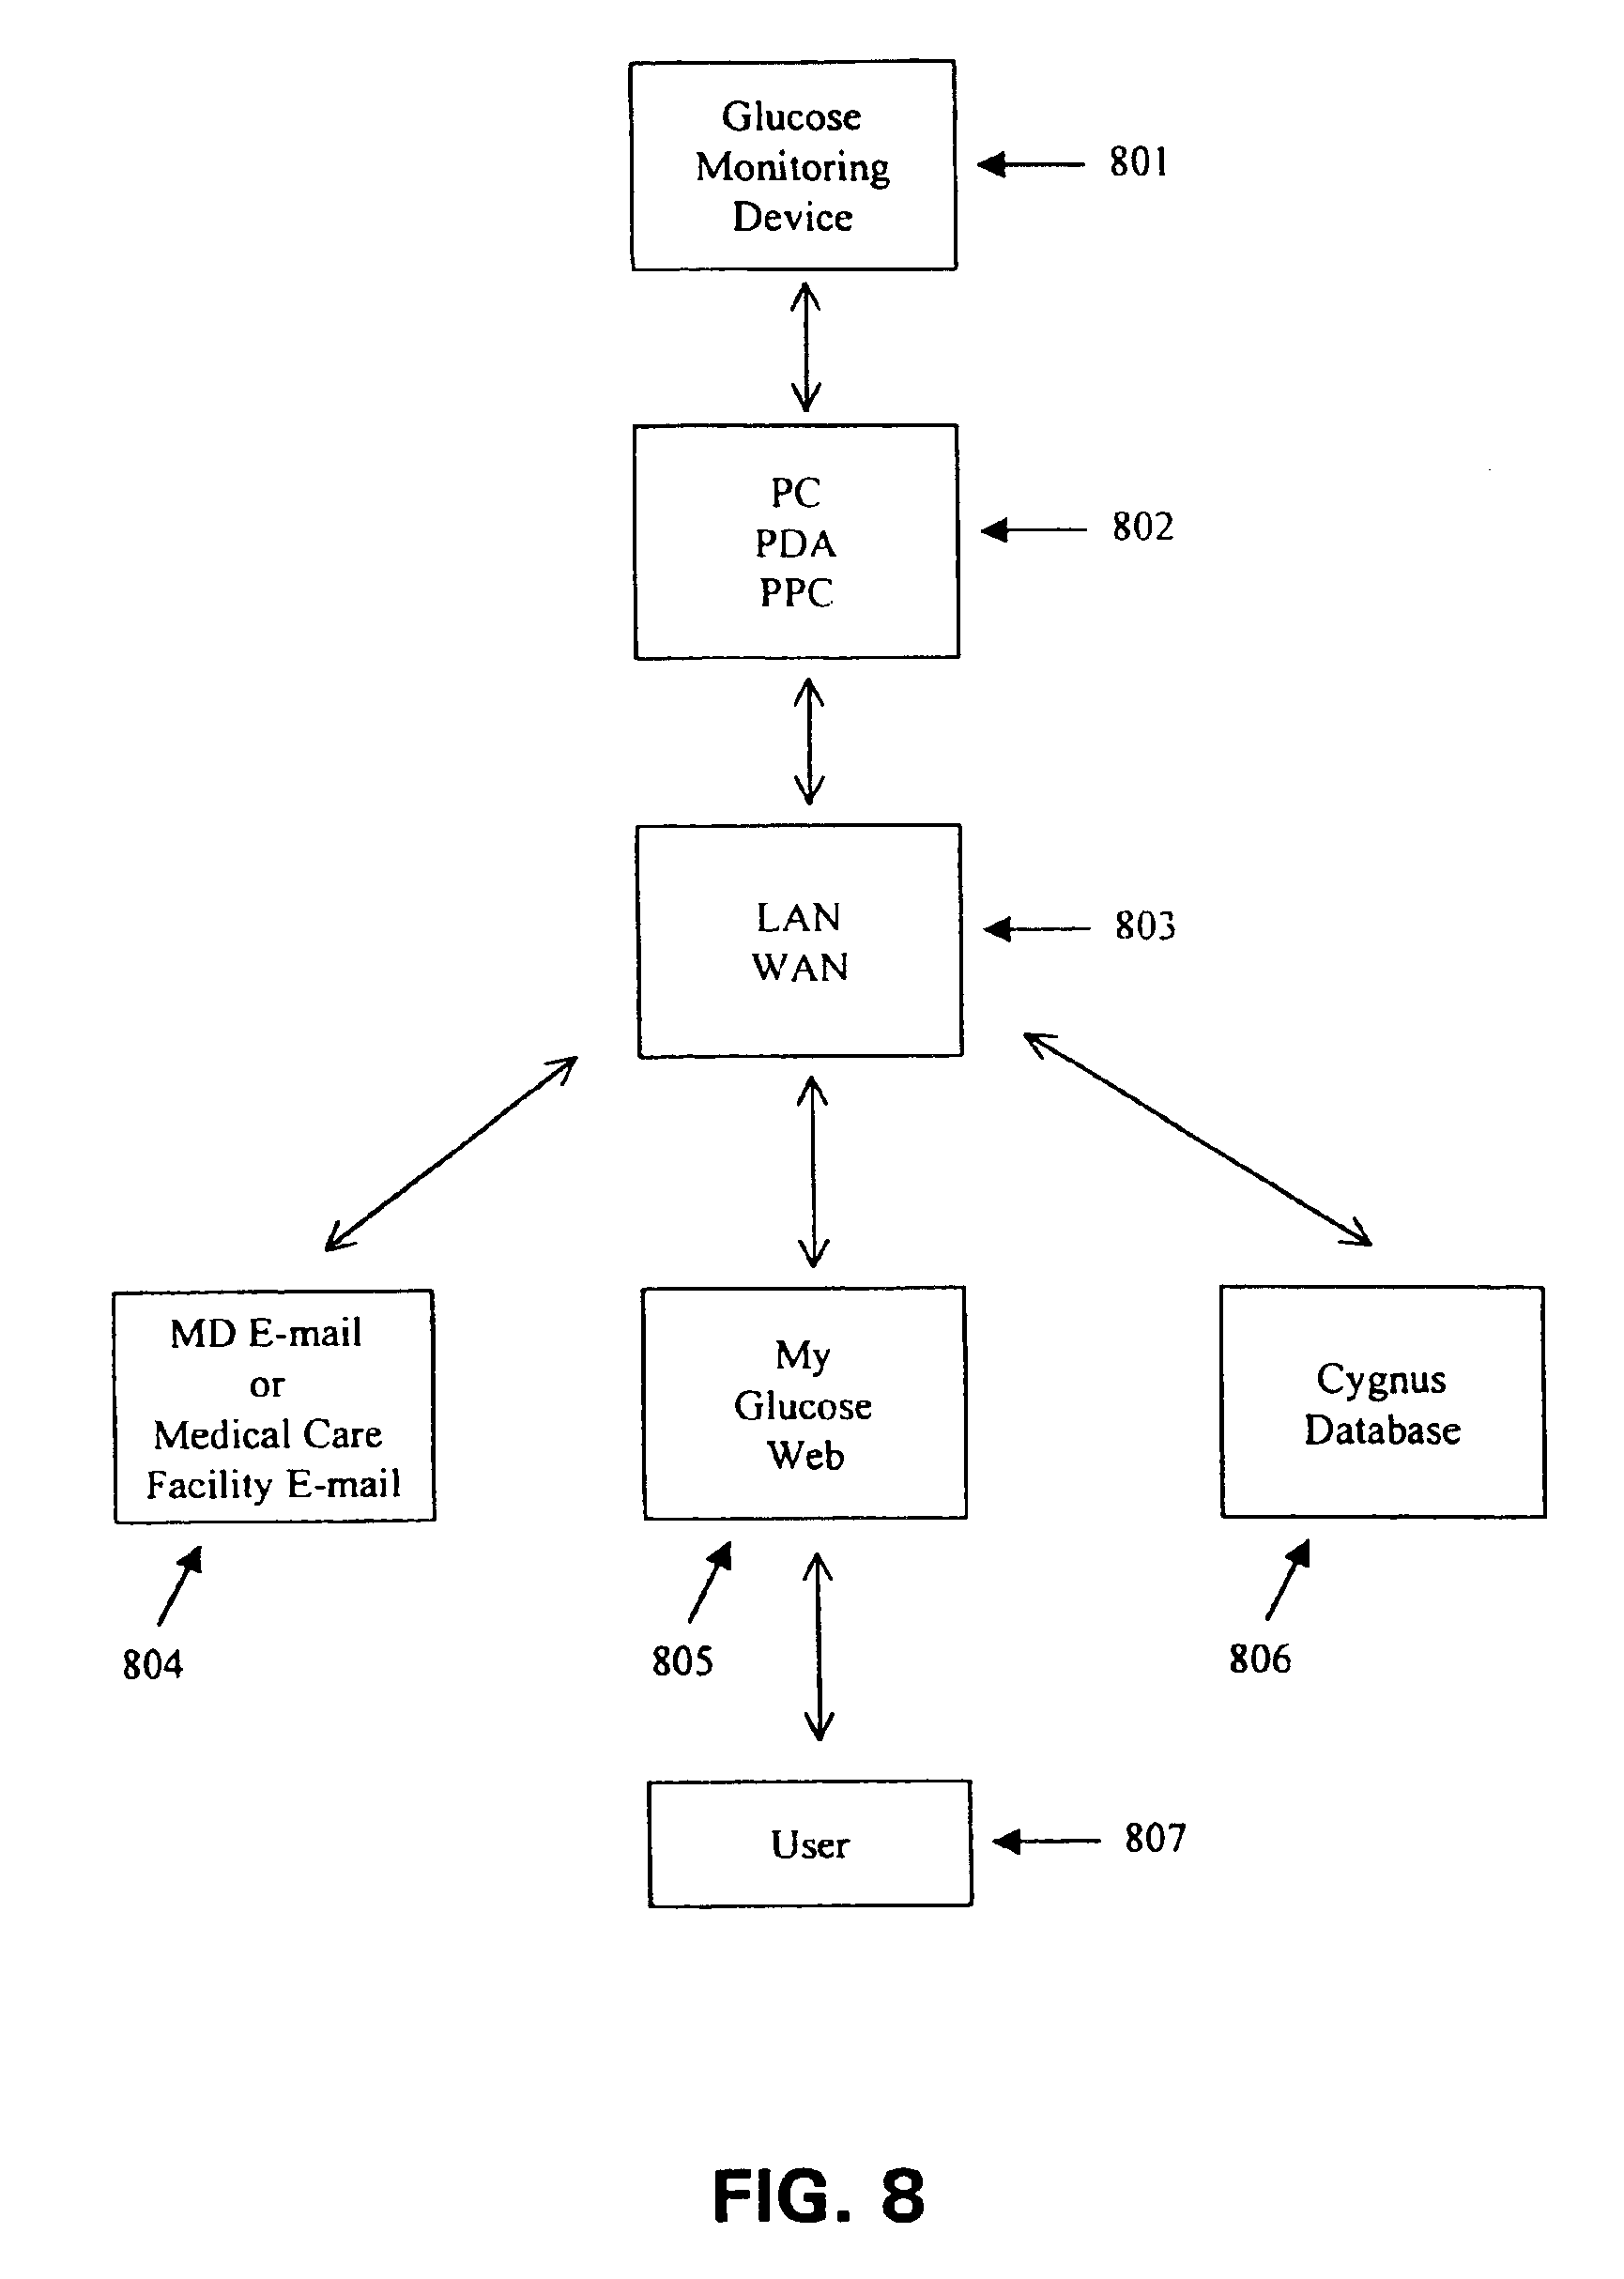 Glucose
Monitoring
Device
801
PC
PDA
PPC
802
LAN
WAN
803
MD E-mail
or
Medical Care
Facility E-mail
My
Glucose
Web
Cygnus
Database
804
805
806
User
807
FIG. 8